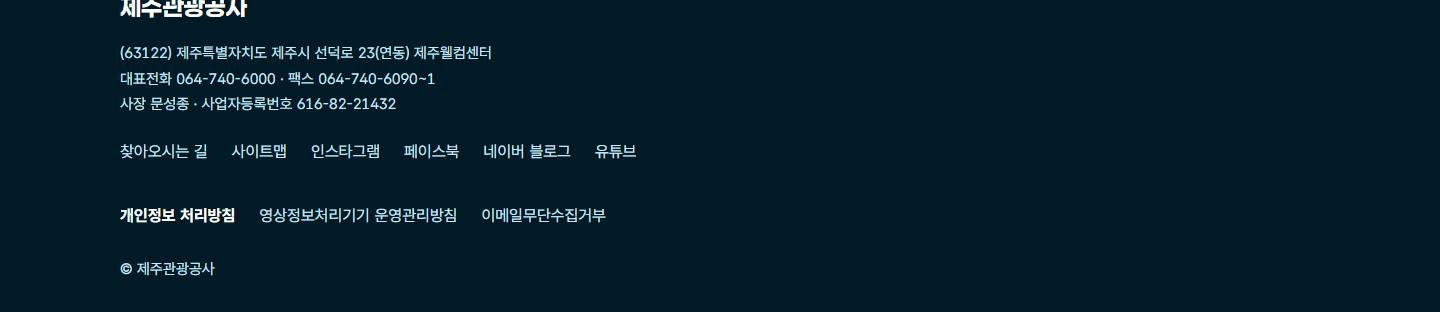 제주관광공사
(63122) 제주특별자치도 제주시 선덕로 23(연동) 제주웰컴센터
대표전화 064-740-6000 · 팩스 064-740-6090~1
사장 문성종 · 사업자등록번호 616-82-21432
찾아오시는 길 사이트맵 인스타그램 페이스북 네이버 블로그 유튜브
개인정보 처리방침 영상정보처리기기 운영관리방침 이메일무단수집거부
© 제주관광공사